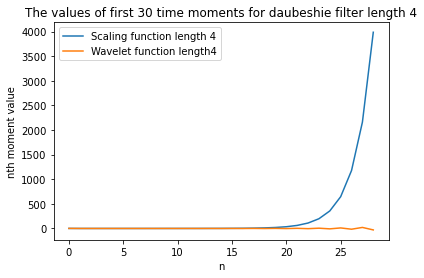 The values of first 30 time moments for daubeshie filter length 4
Scaling function length 4
Wavelet function length4
4000
3500
3000
2500
2000
1500
1000
500
0
nth moment value
0 5 10 15 20 25
n